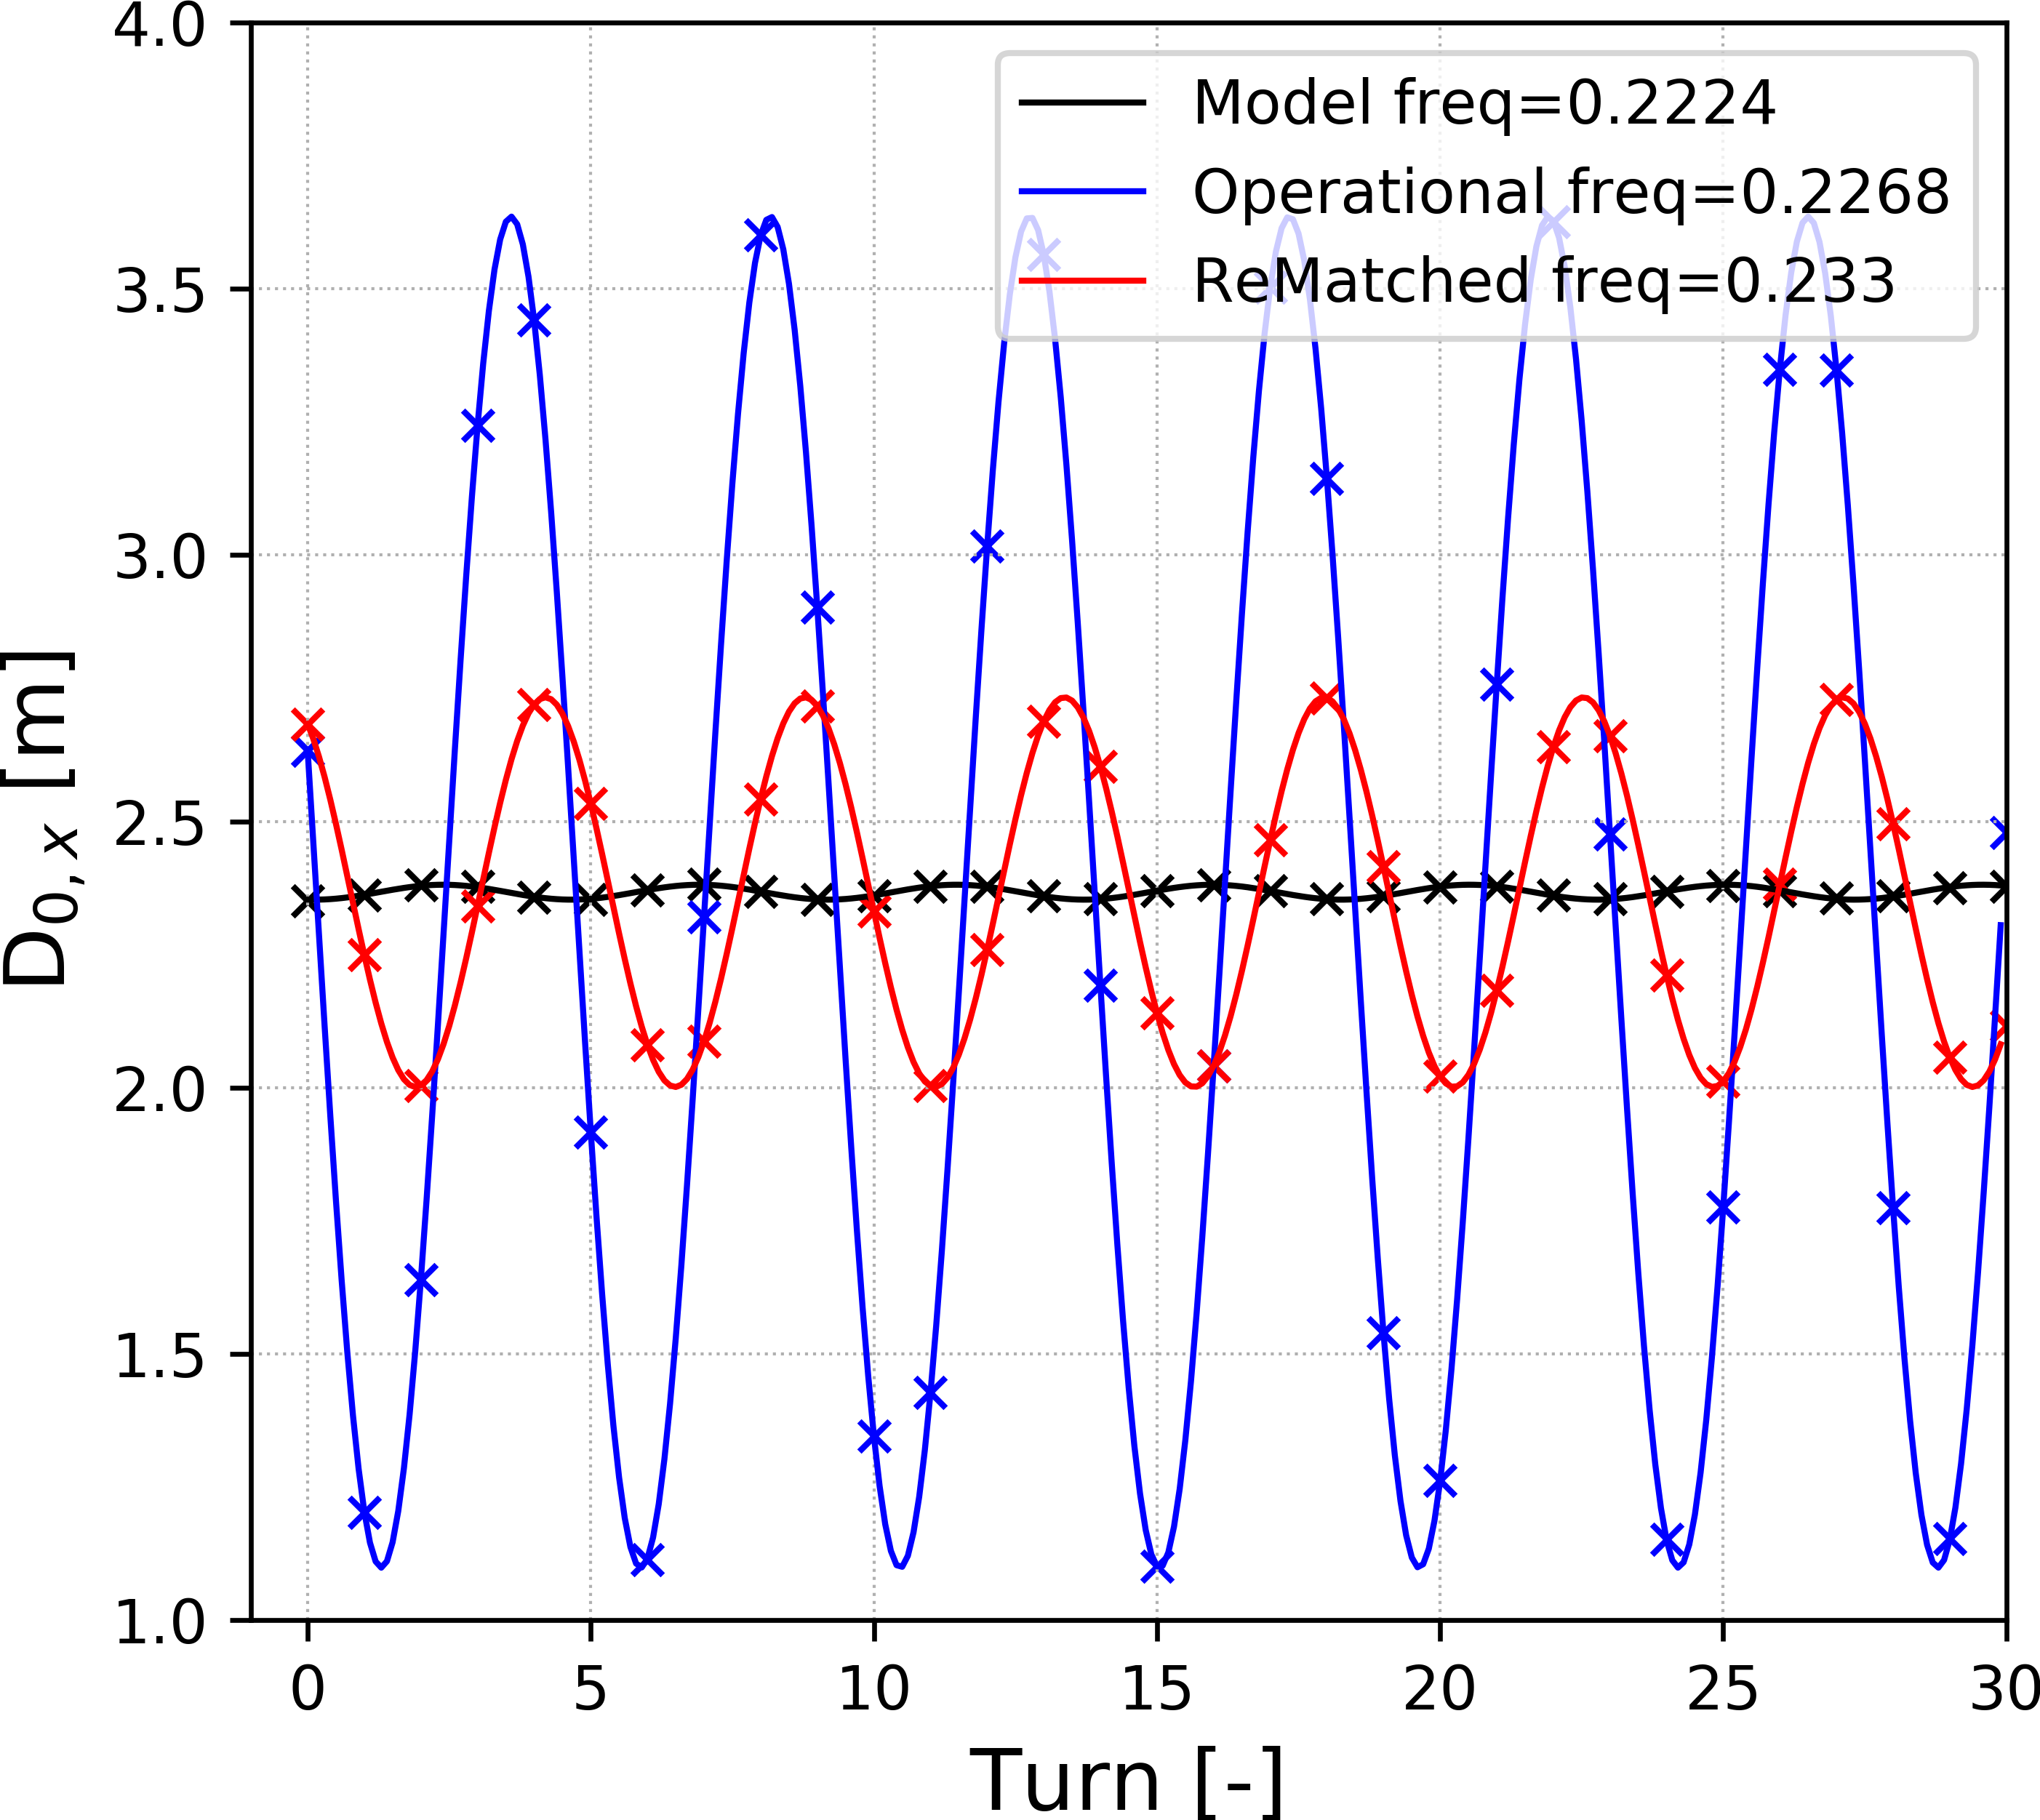 4.0
3.5
3.0
2.5
2.0
1.5
1.0
D0,x [m]
Model freq=0.2224
Operational freq=0.2268
ReMatched freq=0.233
0 5 10 15 20 25 30
Turn [-]